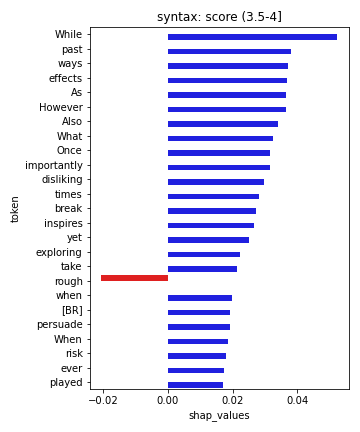 syntax: score (3.5-4]
While
past
ways
effects
As
However
Also
What
Once
importantly
disliking
times
break
inspires
yet
exploring
take
rough
when
[BR]
persuade
When
risk
ever
played
token
−0.02 0.00 0.02 0.04
shap_values